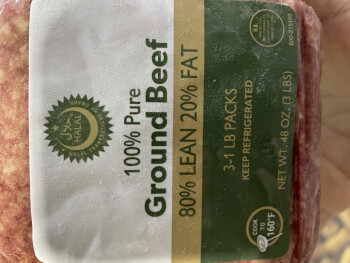 حلال
HALAL
100% Pure
Ground Beef
80% LEAN 20% FAT
3-1 LB PACKS
KEEP REFRIGERATED
NET WT. 48 OZ. (3 LBS)
COOK
TO
160°F